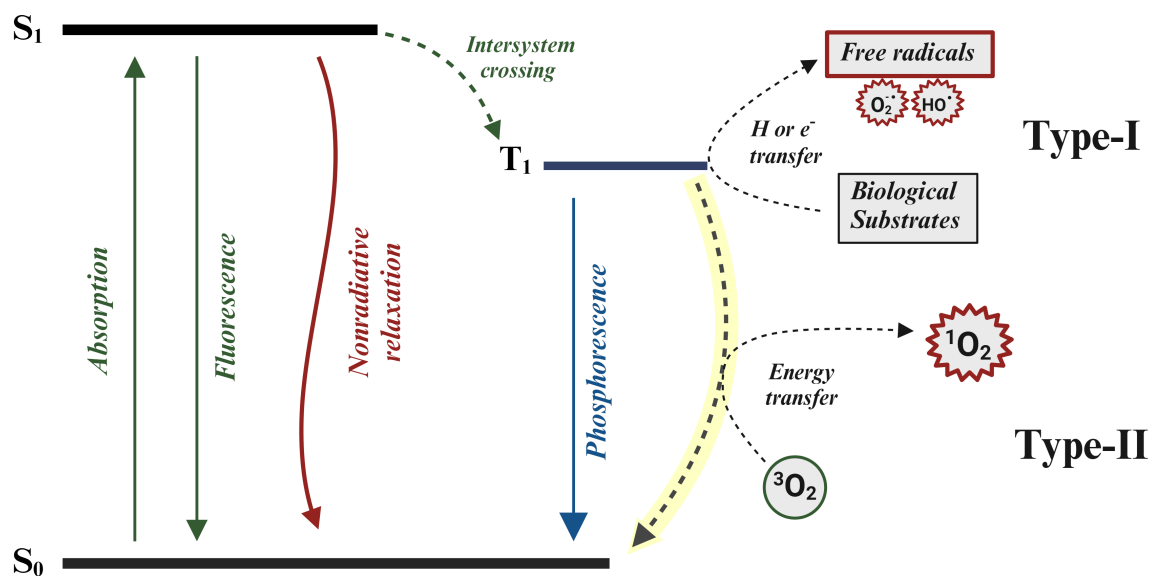 S₁
Intersystem
crossing
Free radicals
O₂⁻• HO•
Type-I
H or e⁻
transfer
T₁
Biological
Substrates
Absorption
Fluorescence
Nonradiative
relaxation
Phosphorescence
¹O₂
Energy
transfer
Type-II
³O₂
S₀